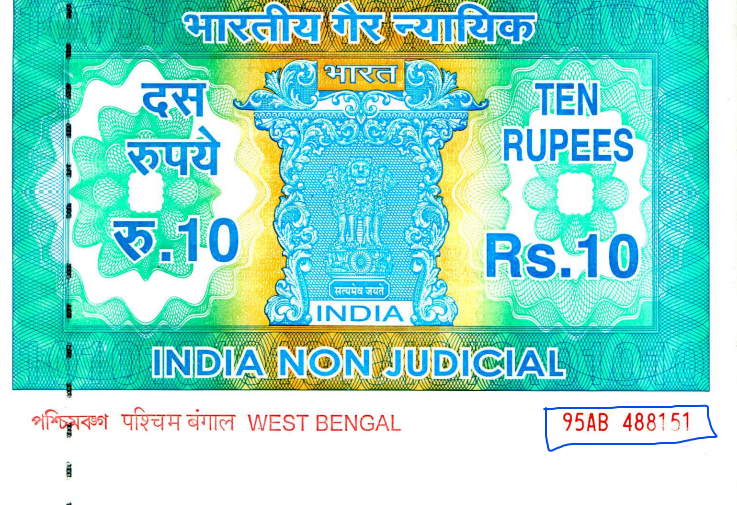 भारतीय गैर न्यायिक
भारत
दस
रुपये
रु.10
TEN
RUPEES
Rs.10
सत्यमेव जयते
INDIA
INDIA NON JUDICIAL
পশ্চিমবঙ্গ पश्चिम बंगाल WEST BENGAL
95AB 488151